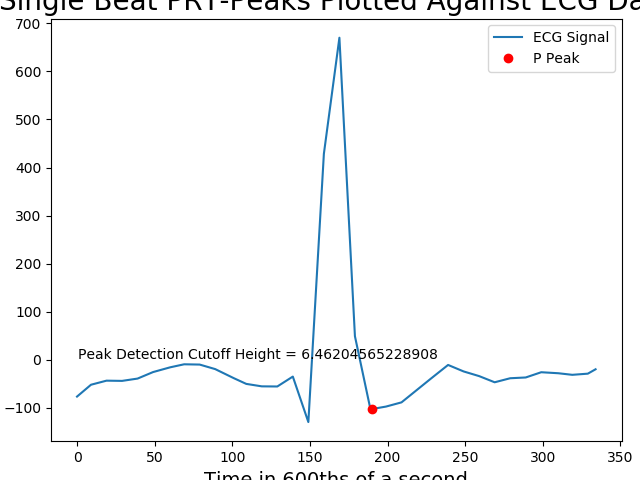 Single Beat PRT-Peaks Plotted Against ECG Da
700
600
500
400
300
200
100
0
−100
ECG Signal
P Peak
Peak Detection Cutoff Height = 6.46204565228908
0 50 100 150 200 250 300 350
Time in 600ths of a second